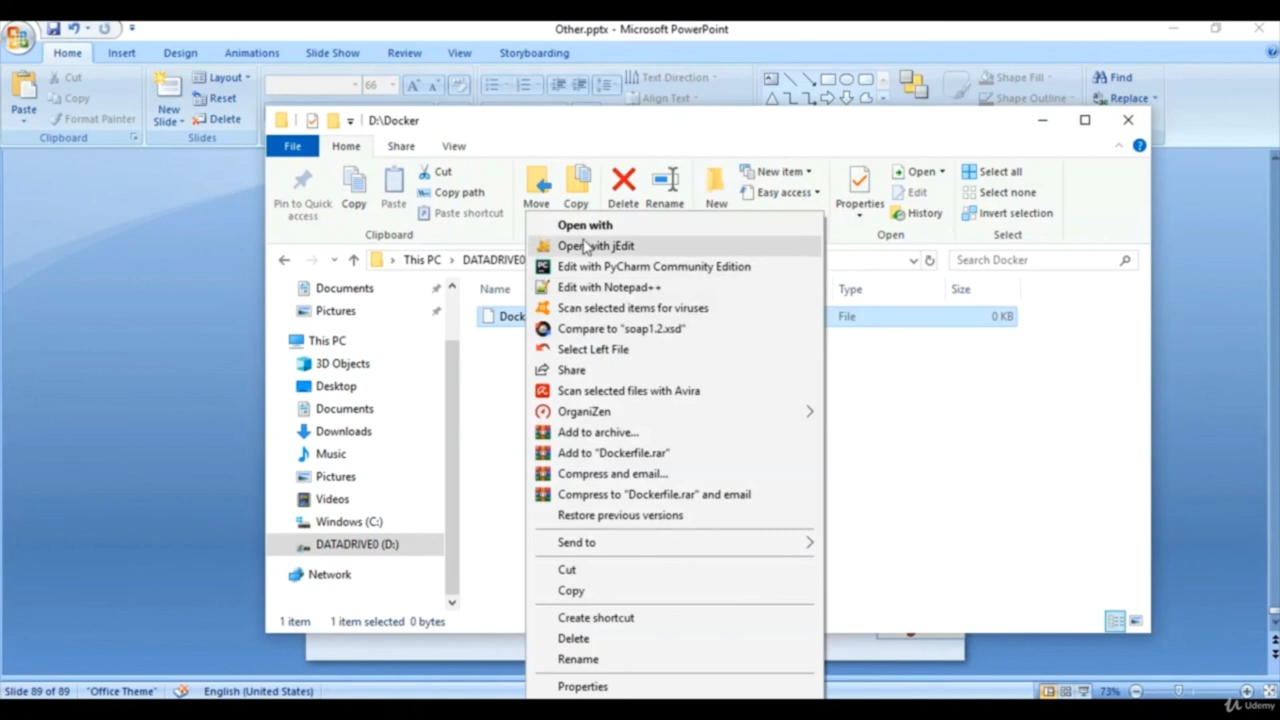 Other.pptx - Microsoft PowerPoint
Home Insert Design Animations Slide Show Review View Storyboarding
Paste
Cut
Copy
Format Painter
Clipboard
New Slide
Layout
Reset
Delete
Slides
66
Text Direction
Align Text
Shape Fill
Shape Outline
Find
Replace
D:\Docker
File Home Share View
Pin to Quick access
Copy
Paste
Cut
Copy path
Paste shortcut
Clipboard
Move
Copy
Delete
Rename
New
New item
Easy access
Properties
Open
Edit
History
Open
Select all
Select none
Invert selection
Select
This PC
DATADRIVE0
Search Docker
Documents
Pictures
This PC
3D Objects
Desktop
Documents
Downloads
Music
Pictures
Videos
Windows (C:)
DATADRIVE0 (D:)
Network
Name Type Size
Dock File 0 KB
Open with
Open with jEdit
Edit with PyCharm Community Edition
Edit with Notepad++
Scan selected items for viruses
Compare to "soap1.2.xsd"
Select Left File
Share
Scan selected files with Avira
OrganiZen
Add to archive...
Add to "Dockerfile.rar"
Compress and email...
Compress to "Dockerfile.rar" and email
Restore previous versions
Send to
Cut
Copy
Create shortcut
Delete
Rename
Properties
1 item 1 item selected 0 bytes
Slide 89 of 89 "Office Theme" English (United States) 73%
Udemy